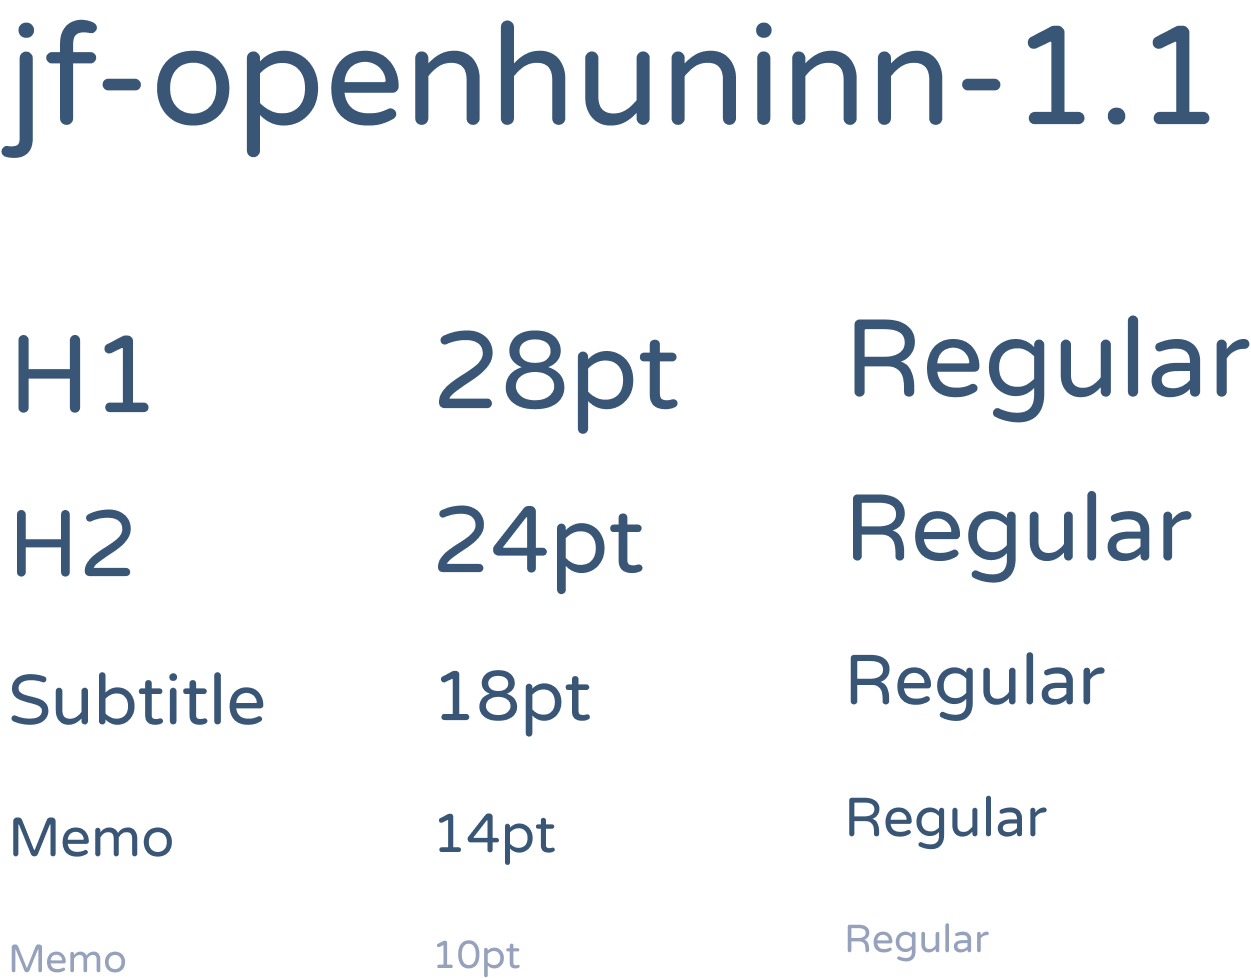 jf-openhuninn-1.1
H1 28pt Regular
H2 24pt Regular
Subtitle 18pt Regular
Memo 14pt Regular
Memo 10pt Regular